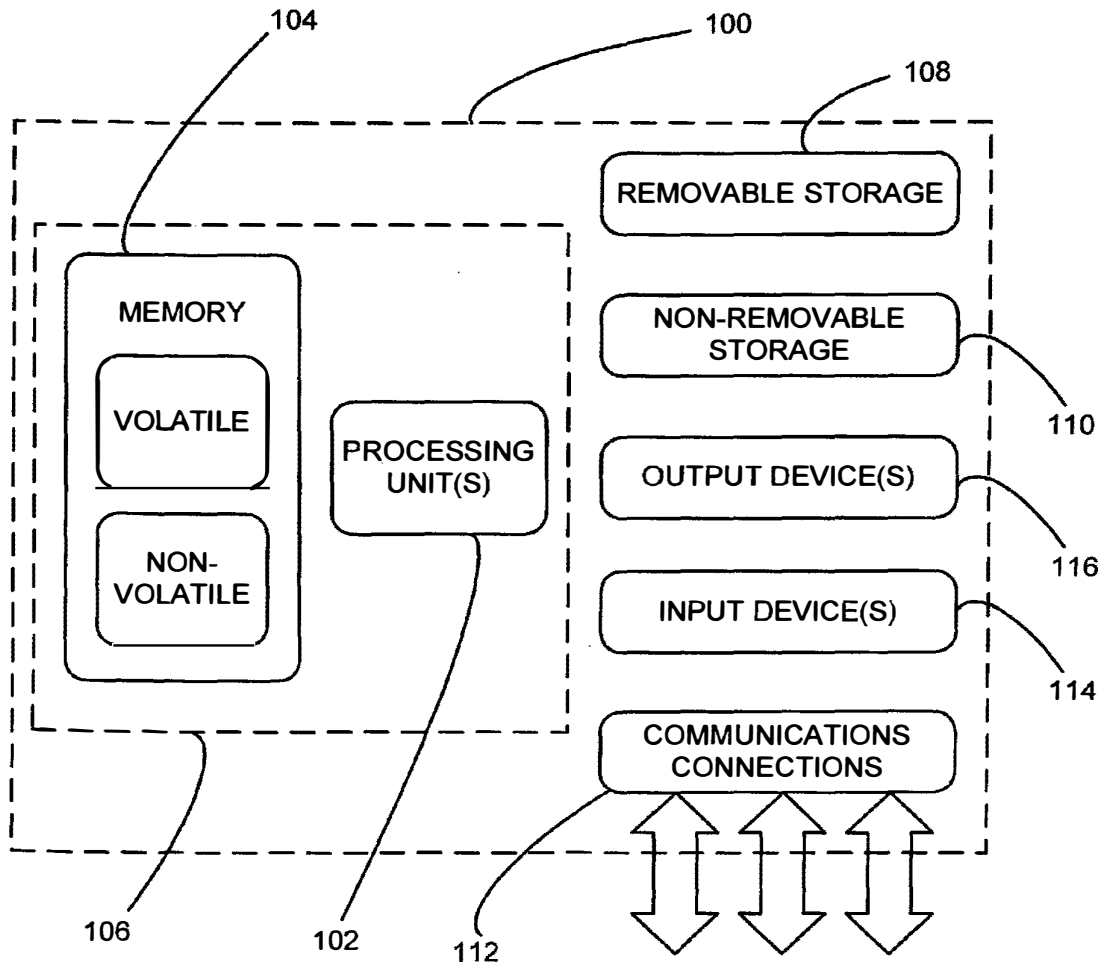 104
100
108
REMOVABLE STORAGE
MEMORY
NON-REMOVABLE
STORAGE
VOLATILE
110
PROCESSING
UNIT(S)
OUTPUT DEVICE(S)
NON-
VOLATILE
116
INPUT DEVICE(S)
114
COMMUNICATIONS
CONNECTIONS
106
102
112